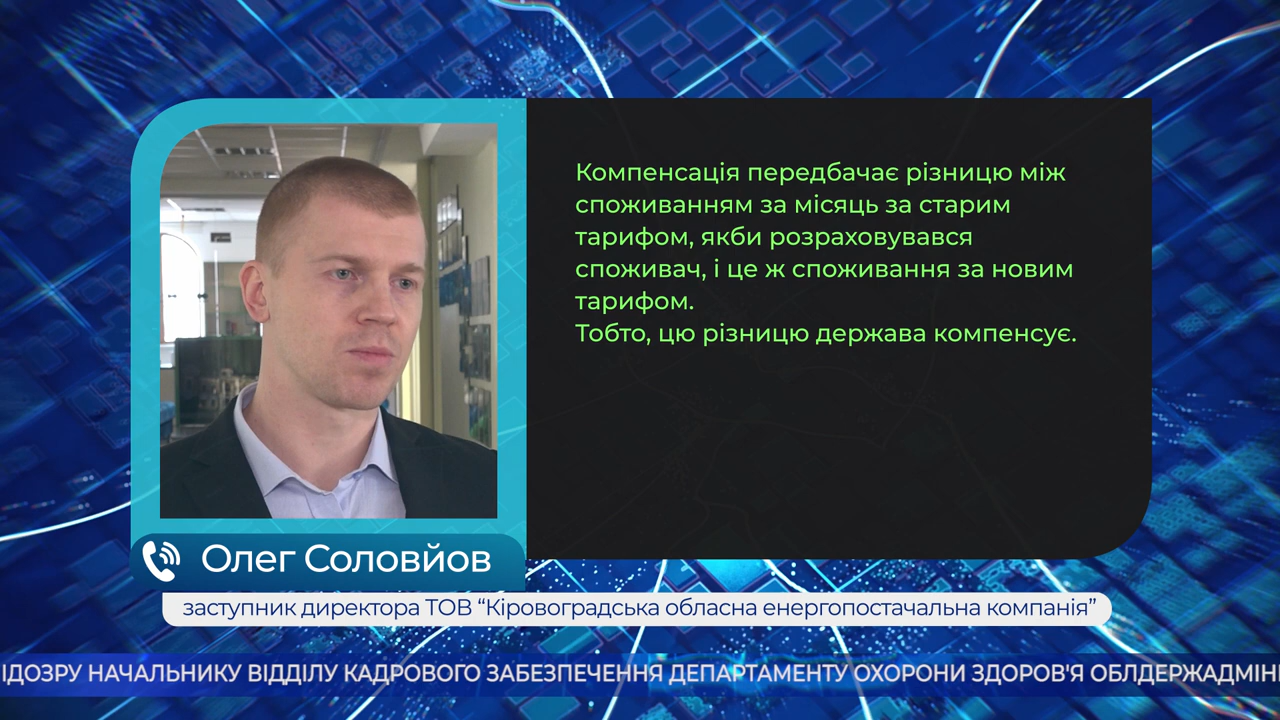 Компенсація передбачає різницю між
споживанням за місяць за старим
тарифом, якби розраховувався
споживач, і це ж споживання за новим
тарифом.
Тобто, цю різницю держава компенсує.
Олег Соловйов
заступник директора ТОВ “Кіровоградська обласна енергопостачальна компанія”
ІДОЗРУ НАЧАЛЬНИКУ ВІДДІЛУ КАДРОВОГО ЗАБЕЗПЕЧЕННЯ ДЕПАРТАМЕНТУ ОХОРОНИ ЗДОРОВ'Я ОБЛДЕРЖАДМІН